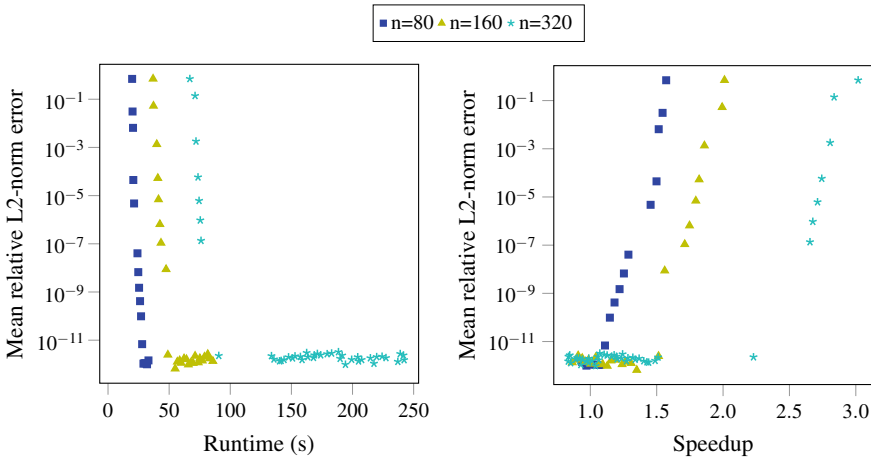 n=80 n=160 n=320
Mean relative L2-norm error
10^−1
10^−3
10^−5
10^−7
10^−9
10^−11
0 50 100 150 200 250
Runtime (s)
Mean relative L2-norm error
10^−1
10^−3
10^−5
10^−7
10^−9
10^−11
1.0 1.5 2.0 2.5 3.0
Speedup